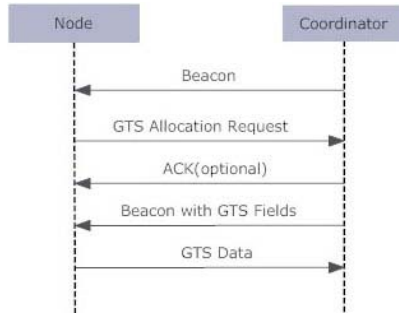 Node
Coordinator
Beacon
GTS Allocation Request
ACK(optional)
Beacon with GTS Fields
GTS Data